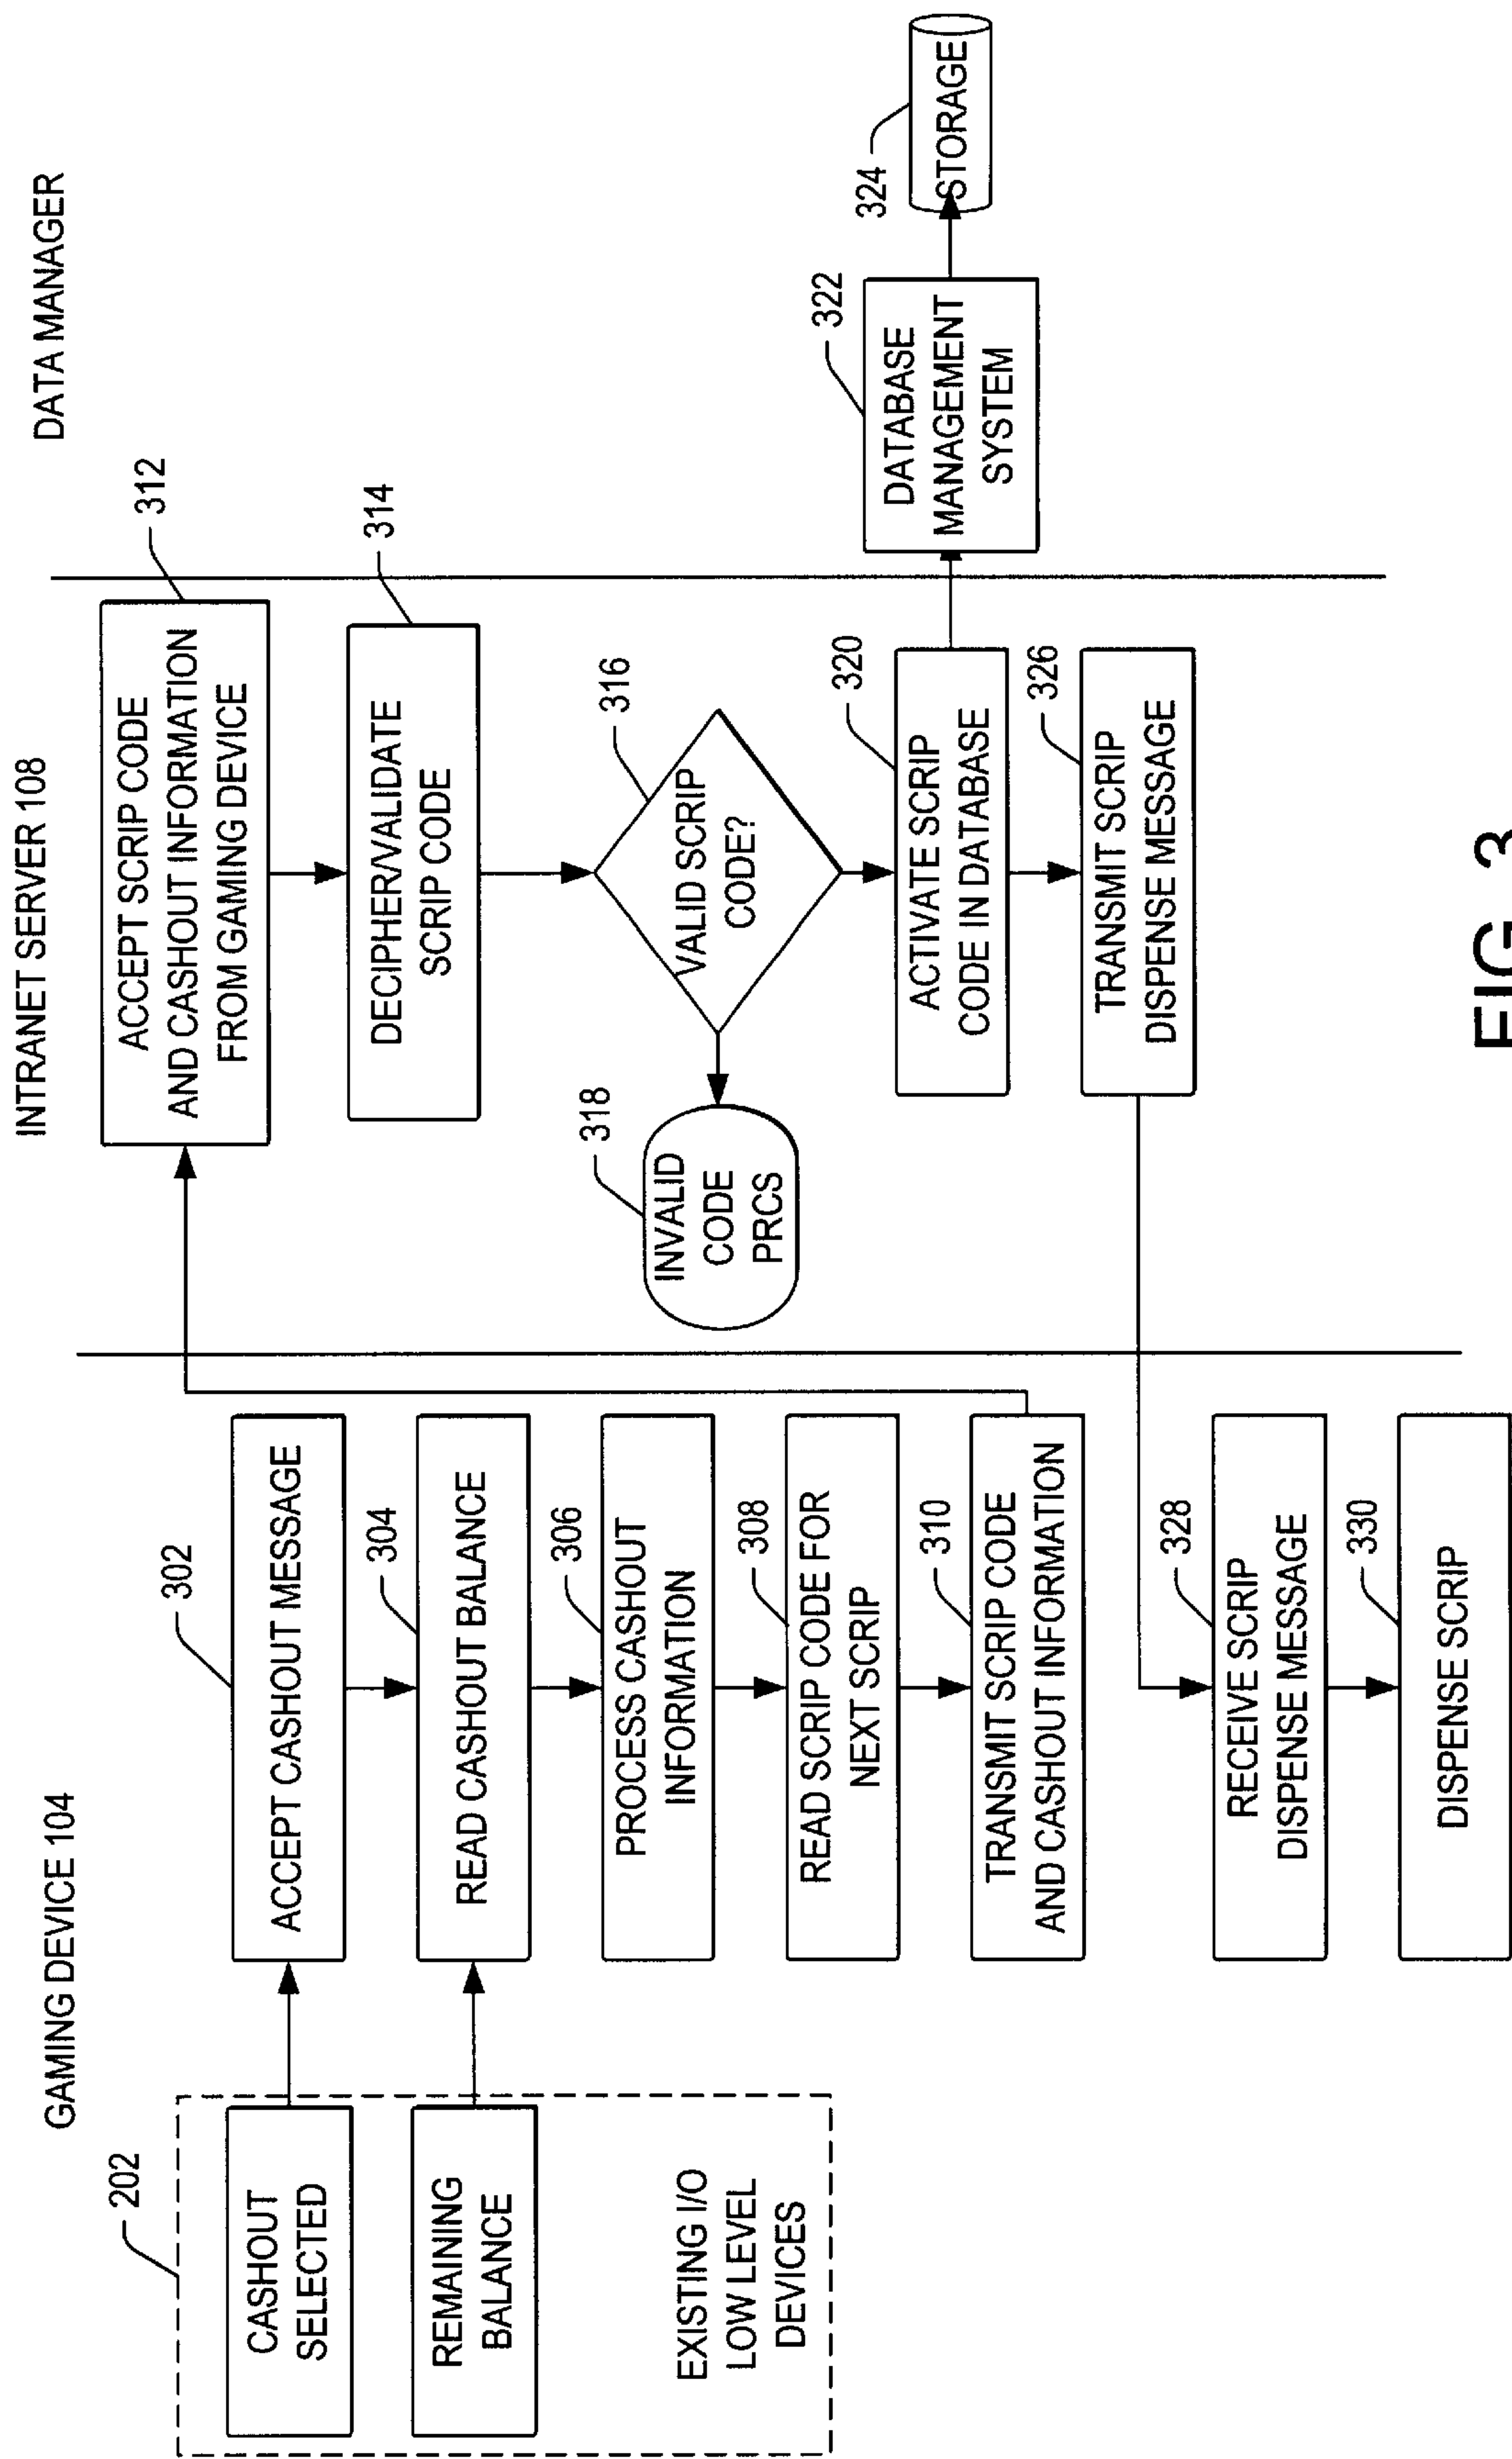 GAMING DEVICE 104
INTRANET SERVER 108
DATA MANAGER
202
CASHOUT
SELECTED
REMAINING
BALANCE
EXISTING I/O
LOW LEVEL
DEVICES
302
ACCEPT CASHOUT MESSAGE
304
READ CASHOUT BALANCE
306
PROCESS CASHOUT
INFORMATION
308
READ SCRIP CODE FOR
NEXT SCRIP
310
TRANSMIT SCRIP CODE
AND CASHOUT INFORMATION
328
RECEIVE SCRIP
DISPENSE MESSAGE
330
DISPENSE SCRIP
312
ACCEPT SCRIP CODE
AND CASHOUT INFORMATION
FROM GAMING DEVICE
314
DECIPHER/VALIDATE
SCRIP CODE
316
VALID SCRIP
CODE?
318
INVALID
CODE
PRCS
320
ACTIVATE SCRIP
CODE IN DATABASE
326
TRANSMIT SCRIP
DISPENSE MESSAGE
322
DATABASE
MANAGEMENT
SYSTEM
324
STORAGE
FIG. 3